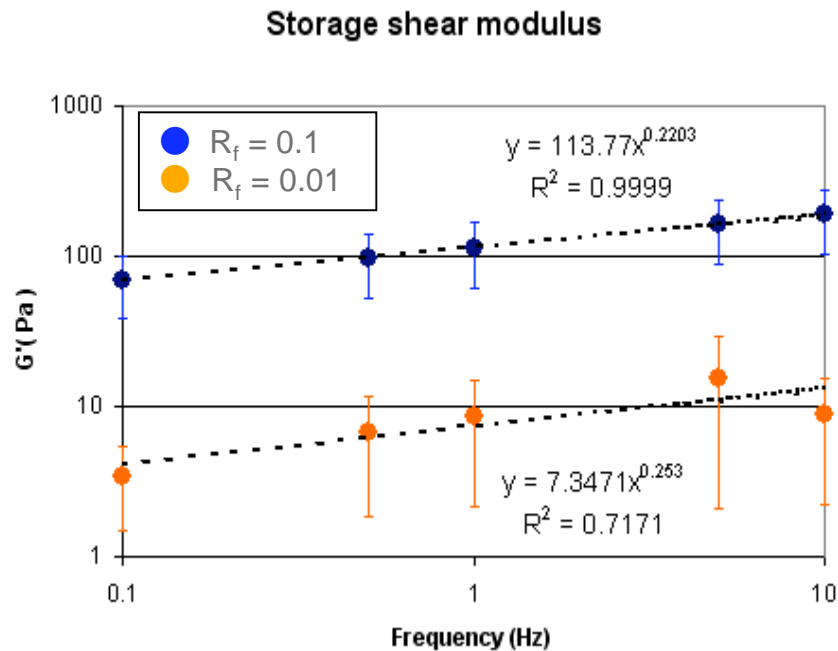 Storage shear modulus
1000
100
10
1
G'( Pa )
R_f = 0.1
R_f = 0.01
y = 113.77x^0.2203
R^2 = 0.9999
y = 7.3471x^0.253
R^2 = 0.7171
0.1
1
10
Frequency (Hz)